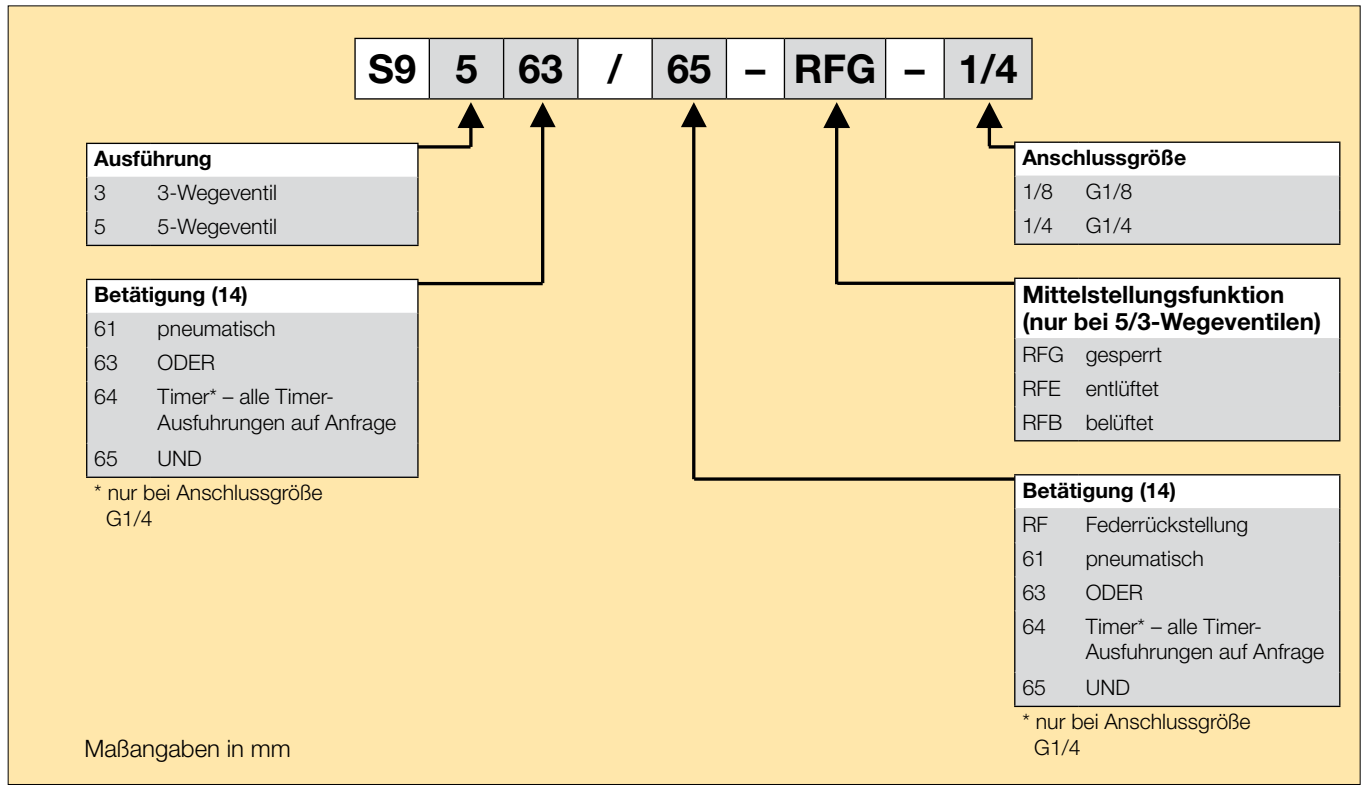 S9 5 63 / 65 – RFG – 1/4
Ausführung
3 3-Wegeventil
5 5-Wegeventil
Betätigung (14)
61 pneumatisch
63 ODER
64 Timer* – alle Timer-
Ausfuhrungen auf Anfrage
65 UND
* nur bei Anschlussgröße
G1/4
Anschlussgröße
1/8 G1/8
1/4 G1/4
Mittelstellungsfunktion
(nur bei 5/3-Wegeventilen)
RFG gesperrt
RFE entlüftet
RFB belüftet
Betätigung (14)
RF Federrückstellung
61 pneumatisch
63 ODER
64 Timer* – alle Timer-
Ausfuhrungen auf Anfrage
65 UND
* nur bei Anschlussgröße
G1/4
Maßangaben in mm